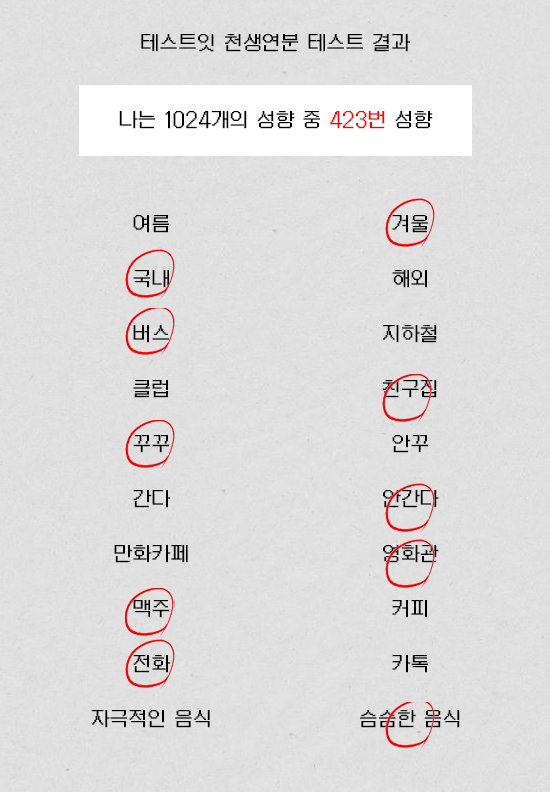 테스트잇 천생연분 테스트 결과
나는 1024개의 성향 중 423번 성향
여름 겨울
국내 해외
버스 지하철
클럽 친구집
꾸꾸 안꾸
간다 안간다
만화카페 영화관
맥주 커피
전화 카톡
자극적인 음식 슴슴한 음식